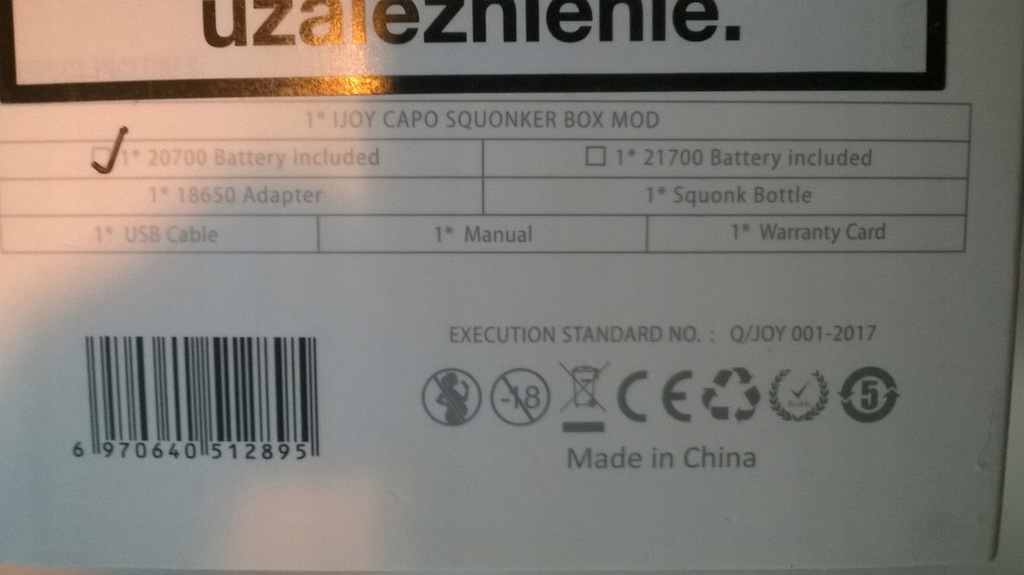 uzależnienie.
1* IJOY CAPO SQUONKER BOX MOD
1* 20700 Battery included
1* 21700 Battery included
1* 18650 Adapter
1* Squonk Bottle
1* USB Cable
1* Manual
1* Warranty Card
EXECUTION STANDARD NO. : Q/JOY 001-2017
-18
CE
5
6 970640 512895
Made in China